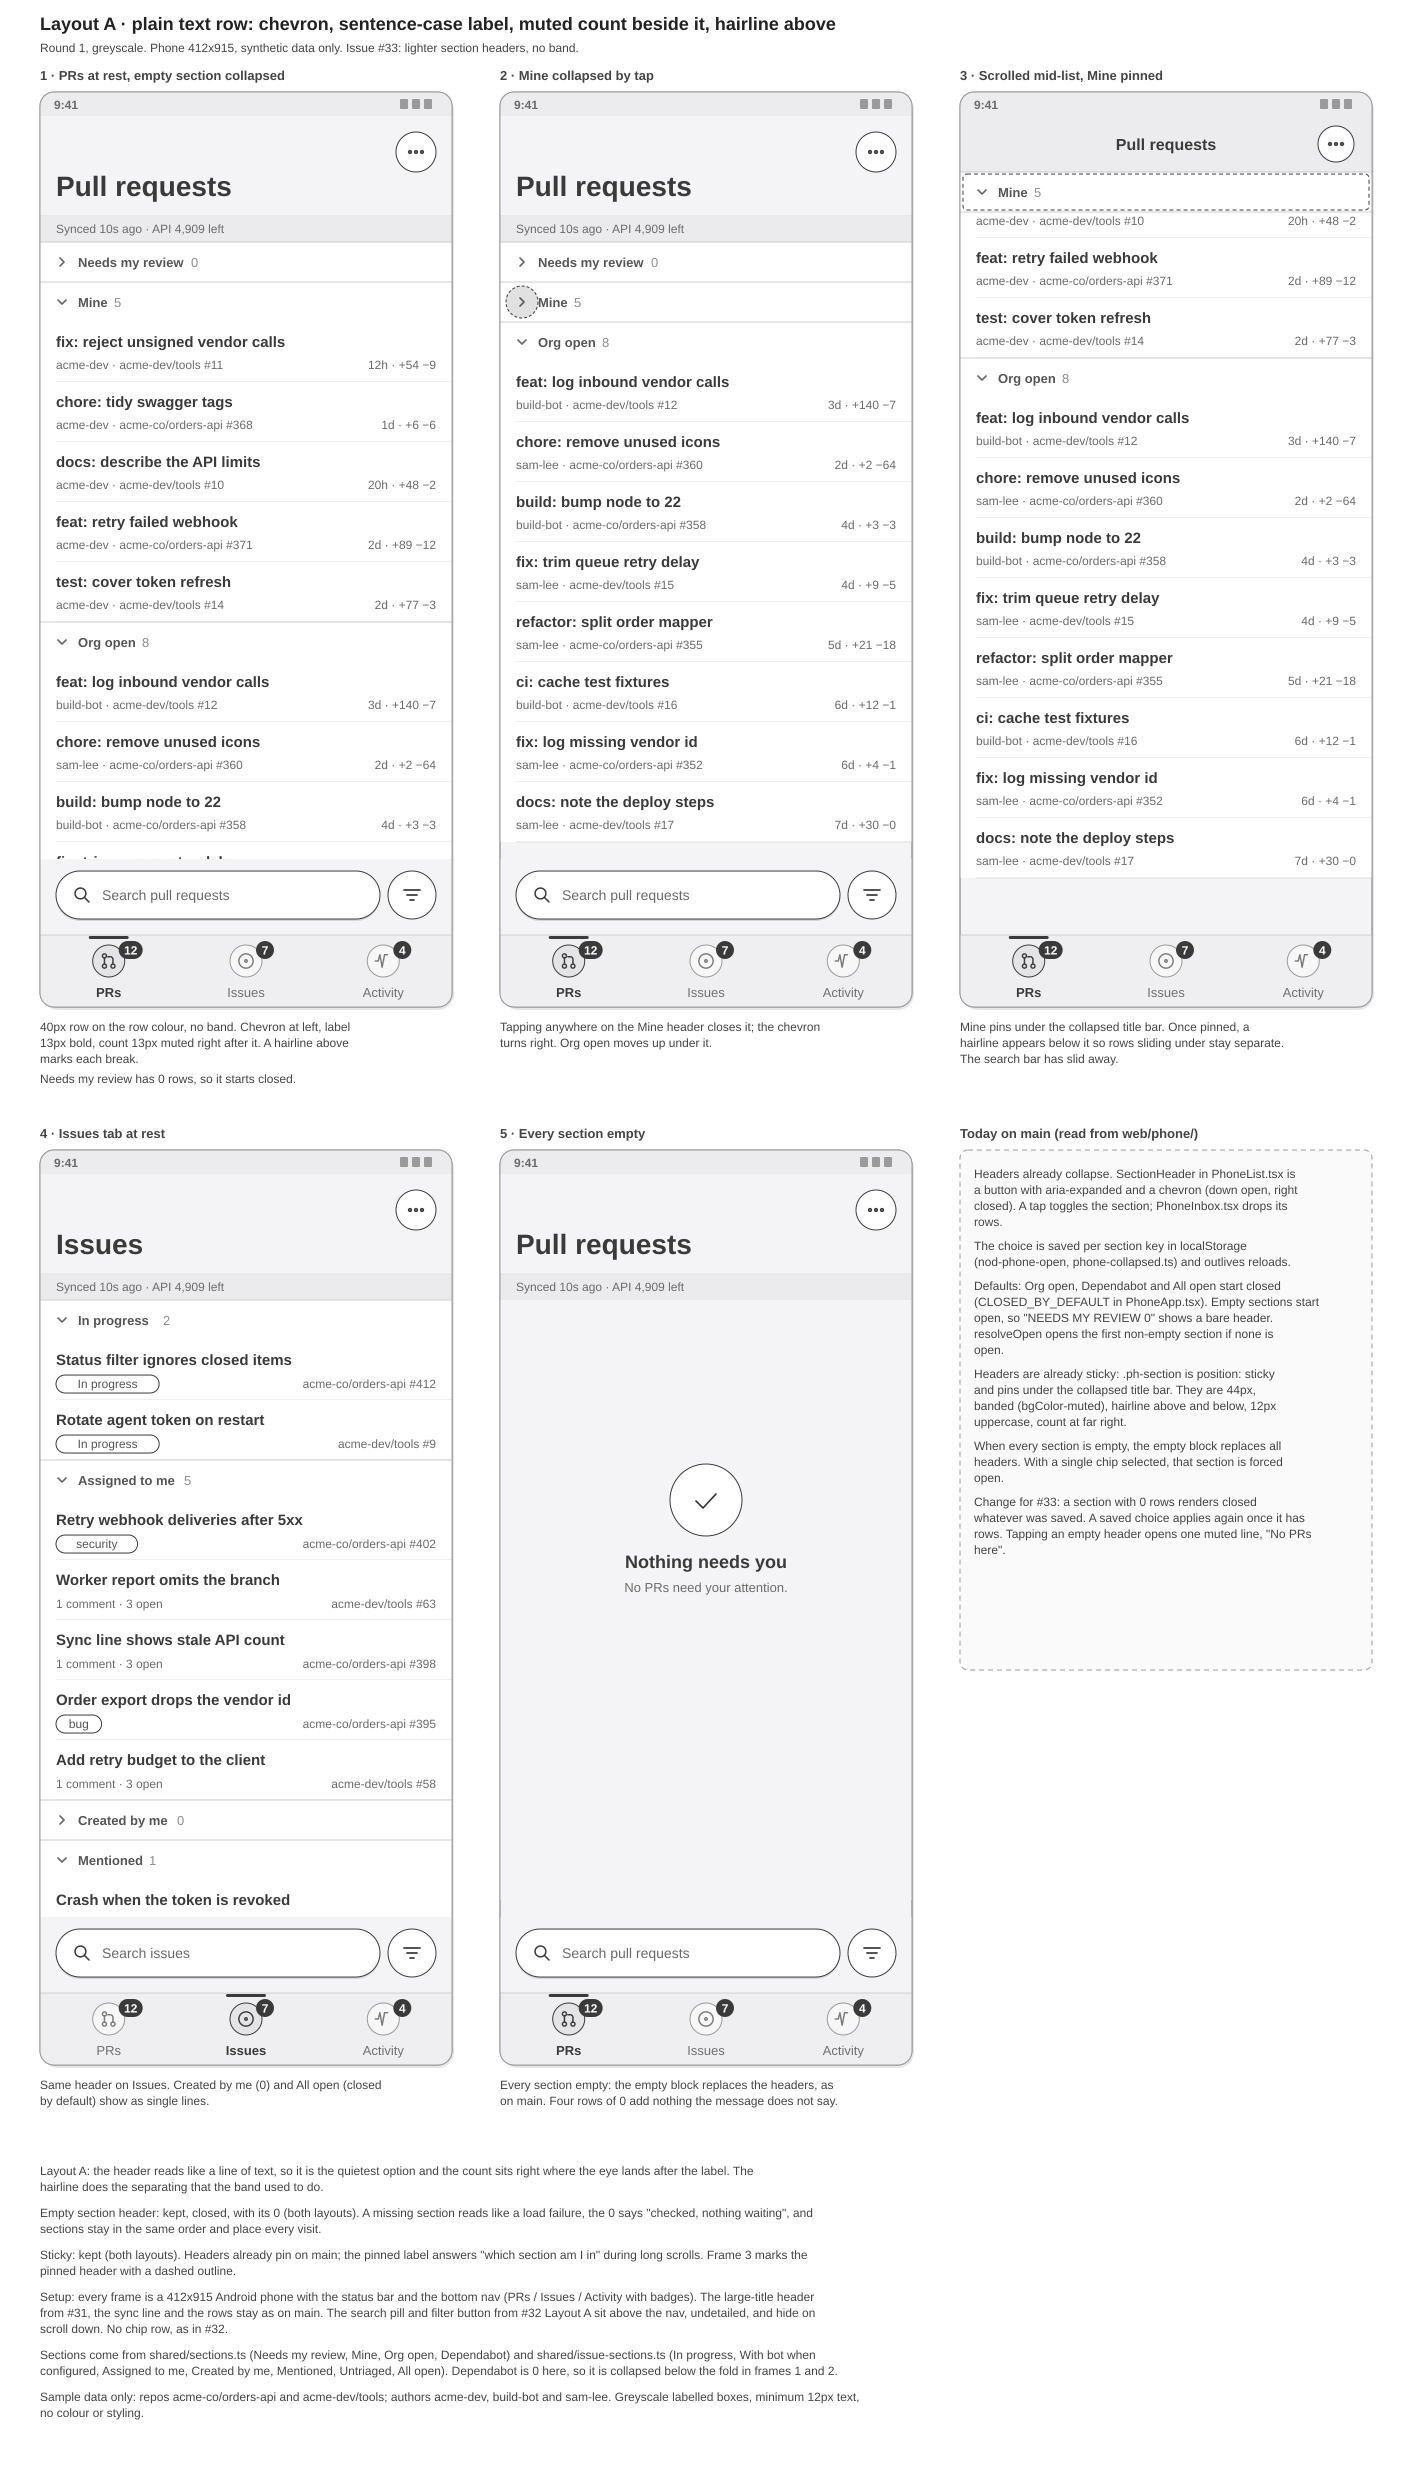 Layout A · plain text row: chevron, sentence-case label, muted count beside it, hairline above
Round 1, greyscale. Phone 412x915, synthetic data only. Issue #33: lighter section headers, no band.
1 · PRs at rest, empty section collapsed
9:41
Pull requests
Synced 10s ago · API 4,909 left
Needs my review 0
Mine 5
fix: reject unsigned vendor calls
acme-dev · acme-dev/tools #11 12h · +54 −9
chore: tidy swagger tags
acme-dev · acme-co/orders-api #368 1d · +6 −6
docs: describe the API limits
acme-dev · acme-dev/tools #10 20h · +48 −2
feat: retry failed webhook
acme-dev · acme-co/orders-api #371 2d · +89 −12
test: cover token refresh
acme-dev · acme-dev/tools #14 2d · +77 −3
Org open 8
feat: log inbound vendor calls
build-bot · acme-dev/tools #12 3d · +140 −7
chore: remove unused icons
sam-lee · acme-co/orders-api #360 2d · +2 −64
build: bump node to 22
build-bot · acme-co/orders-api #358 4d · +3 −3
Search pull requests
12 7 4
PRs Issues Activity
40px row on the row colour, no band. Chevron at left, label
13px bold, count 13px muted right after it. A hairline above
marks each break.
Needs my review has 0 rows, so it starts closed.
2 · Mine collapsed by tap
9:41
Pull requests
Synced 10s ago · API 4,909 left
Needs my review 0
Mine 5
Org open 8
feat: log inbound vendor calls
build-bot · acme-dev/tools #12 3d · +140 −7
chore: remove unused icons
sam-lee · acme-co/orders-api #360 2d · +2 −64
build: bump node to 22
build-bot · acme-co/orders-api #358 4d · +3 −3
fix: trim queue retry delay
sam-lee · acme-dev/tools #15 4d · +9 −5
refactor: split order mapper
sam-lee · acme-co/orders-api #355 5d · +21 −18
ci: cache test fixtures
build-bot · acme-dev/tools #16 6d · +12 −1
fix: log missing vendor id
sam-lee · acme-co/orders-api #352 6d · +4 −1
docs: note the deploy steps
sam-lee · acme-dev/tools #17 7d · +30 −0
Search pull requests
12 7 4
PRs Issues Activity
Tapping anywhere on the Mine header closes it; the chevron
turns right. Org open moves up under it.
3 · Scrolled mid-list, Mine pinned
9:41
Pull requests
Mine 5
acme-dev · acme-dev/tools #10 20h · +48 −2
feat: retry failed webhook
acme-dev · acme-co/orders-api #371 2d · +89 −12
test: cover token refresh
acme-dev · acme-dev/tools #14 2d · +77 −3
Org open 8
feat: log inbound vendor calls
build-bot · acme-dev/tools #12 3d · +140 −7
chore: remove unused icons
sam-lee · acme-co/orders-api #360 2d · +2 −64
build: bump node to 22
build-bot · acme-co/orders-api #358 4d · +3 −3
fix: trim queue retry delay
sam-lee · acme-dev/tools #15 4d · +9 −5
refactor: split order mapper
sam-lee · acme-co/orders-api #355 5d · +21 −18
ci: cache test fixtures
build-bot · acme-dev/tools #16 6d · +12 −1
fix: log missing vendor id
sam-lee · acme-co/orders-api #352 6d · +4 −1
docs: note the deploy steps
sam-lee · acme-dev/tools #17 7d · +30 −0
12 7 4
PRs Issues Activity
Mine pins under the collapsed title bar. Once pinned, a
hairline appears below it so rows sliding under stay separate.
The search bar has slid away.
4 · Issues tab at rest
9:41
Issues
Synced 10s ago · API 4,909 left
In progress 2
Status filter ignores closed items
In progress acme-co/orders-api #412
Rotate agent token on restart
In progress acme-dev/tools #9
Assigned to me 5
Retry webhook deliveries after 5xx
security acme-co/orders-api #402
Worker report omits the branch
1 comment · 3 open acme-dev/tools #63
Sync line shows stale API count
1 comment · 3 open acme-co/orders-api #398
Order export drops the vendor id
bug acme-co/orders-api #395
Add retry budget to the client
1 comment · 3 open acme-dev/tools #58
Created by me 0
Mentioned 1
Crash when the token is revoked
Search issues
12 7 4
PRs Issues Activity
Same header on Issues. Created by me (0) and All open (closed
by default) show as single lines.
5 · Every section empty
9:41
Pull requests
Synced 10s ago · API 4,909 left
Nothing needs you
No PRs need your attention.
Search pull requests
12 7 4
PRs Issues Activity
Every section empty: the empty block replaces the headers, as
on main. Four rows of 0 add nothing the message does not say.
Today on main (read from web/phone/)
Headers already collapse. SectionHeader in PhoneList.tsx is
a button with aria-expanded and a chevron (down open, right
closed). A tap toggles the section; PhoneInbox.tsx drops its
rows.
The choice is saved per section key in localStorage
(nod-phone-open, phone-collapsed.ts) and outlives reloads.
Defaults: Org open, Dependabot and All open start closed
(CLOSED_BY_DEFAULT in PhoneApp.tsx). Empty sections start
open, so "NEEDS MY REVIEW 0" shows a bare header.
resolveOpen opens the first non-empty section if none is
open.
Headers are already sticky: .ph-section is position: sticky
and pins under the collapsed title bar. They are 44px,
banded (bgColor-muted), hairline above and below, 12px
uppercase, count at far right.
When every section is empty, the empty block replaces all
headers. With a single chip selected, that section is forced
open.
Change for #33: a section with 0 rows renders closed
whatever was saved. A saved choice applies again once it has
rows. Tapping an empty header opens one muted line, "No PRs
here".
Layout A: the header reads like a line of text, so it is the quietest option and the count sits right where the eye lands after the label. The
hairline does the separating that the band used to do.
Empty section header: kept, closed, with its 0 (both layouts). A missing section reads like a load failure, the 0 says "checked, nothing waiting", and
sections stay in the same order and place every visit.
Sticky: kept (both layouts). Headers already pin on main; the pinned label answers "which section am I in" during long scrolls. Frame 3 marks the
pinned header with a dashed outline.
Setup: every frame is a 412x915 Android phone with the status bar and the bottom nav (PRs / Issues / Activity with badges). The large-title header
from #31, the sync line and the rows stay as on main. The search pill and filter button from #32 Layout A sit above the nav, undetailed, and hide on
scroll down. No chip row, as in #32.
Sections come from shared/sections.ts (Needs my review, Mine, Org open, Dependabot) and shared/issue-sections.ts (In progress, With bot when
configured, Assigned to me, Created by me, Mentioned, Untriaged, All open). Dependabot is 0 here, so it is collapsed below the fold in frames 1 and 2.
Sample data only: repos acme-co/orders-api and acme-dev/tools; authors acme-dev, build-bot and sam-lee. Greyscale labelled boxes, minimum 12px text,
no colour or styling.